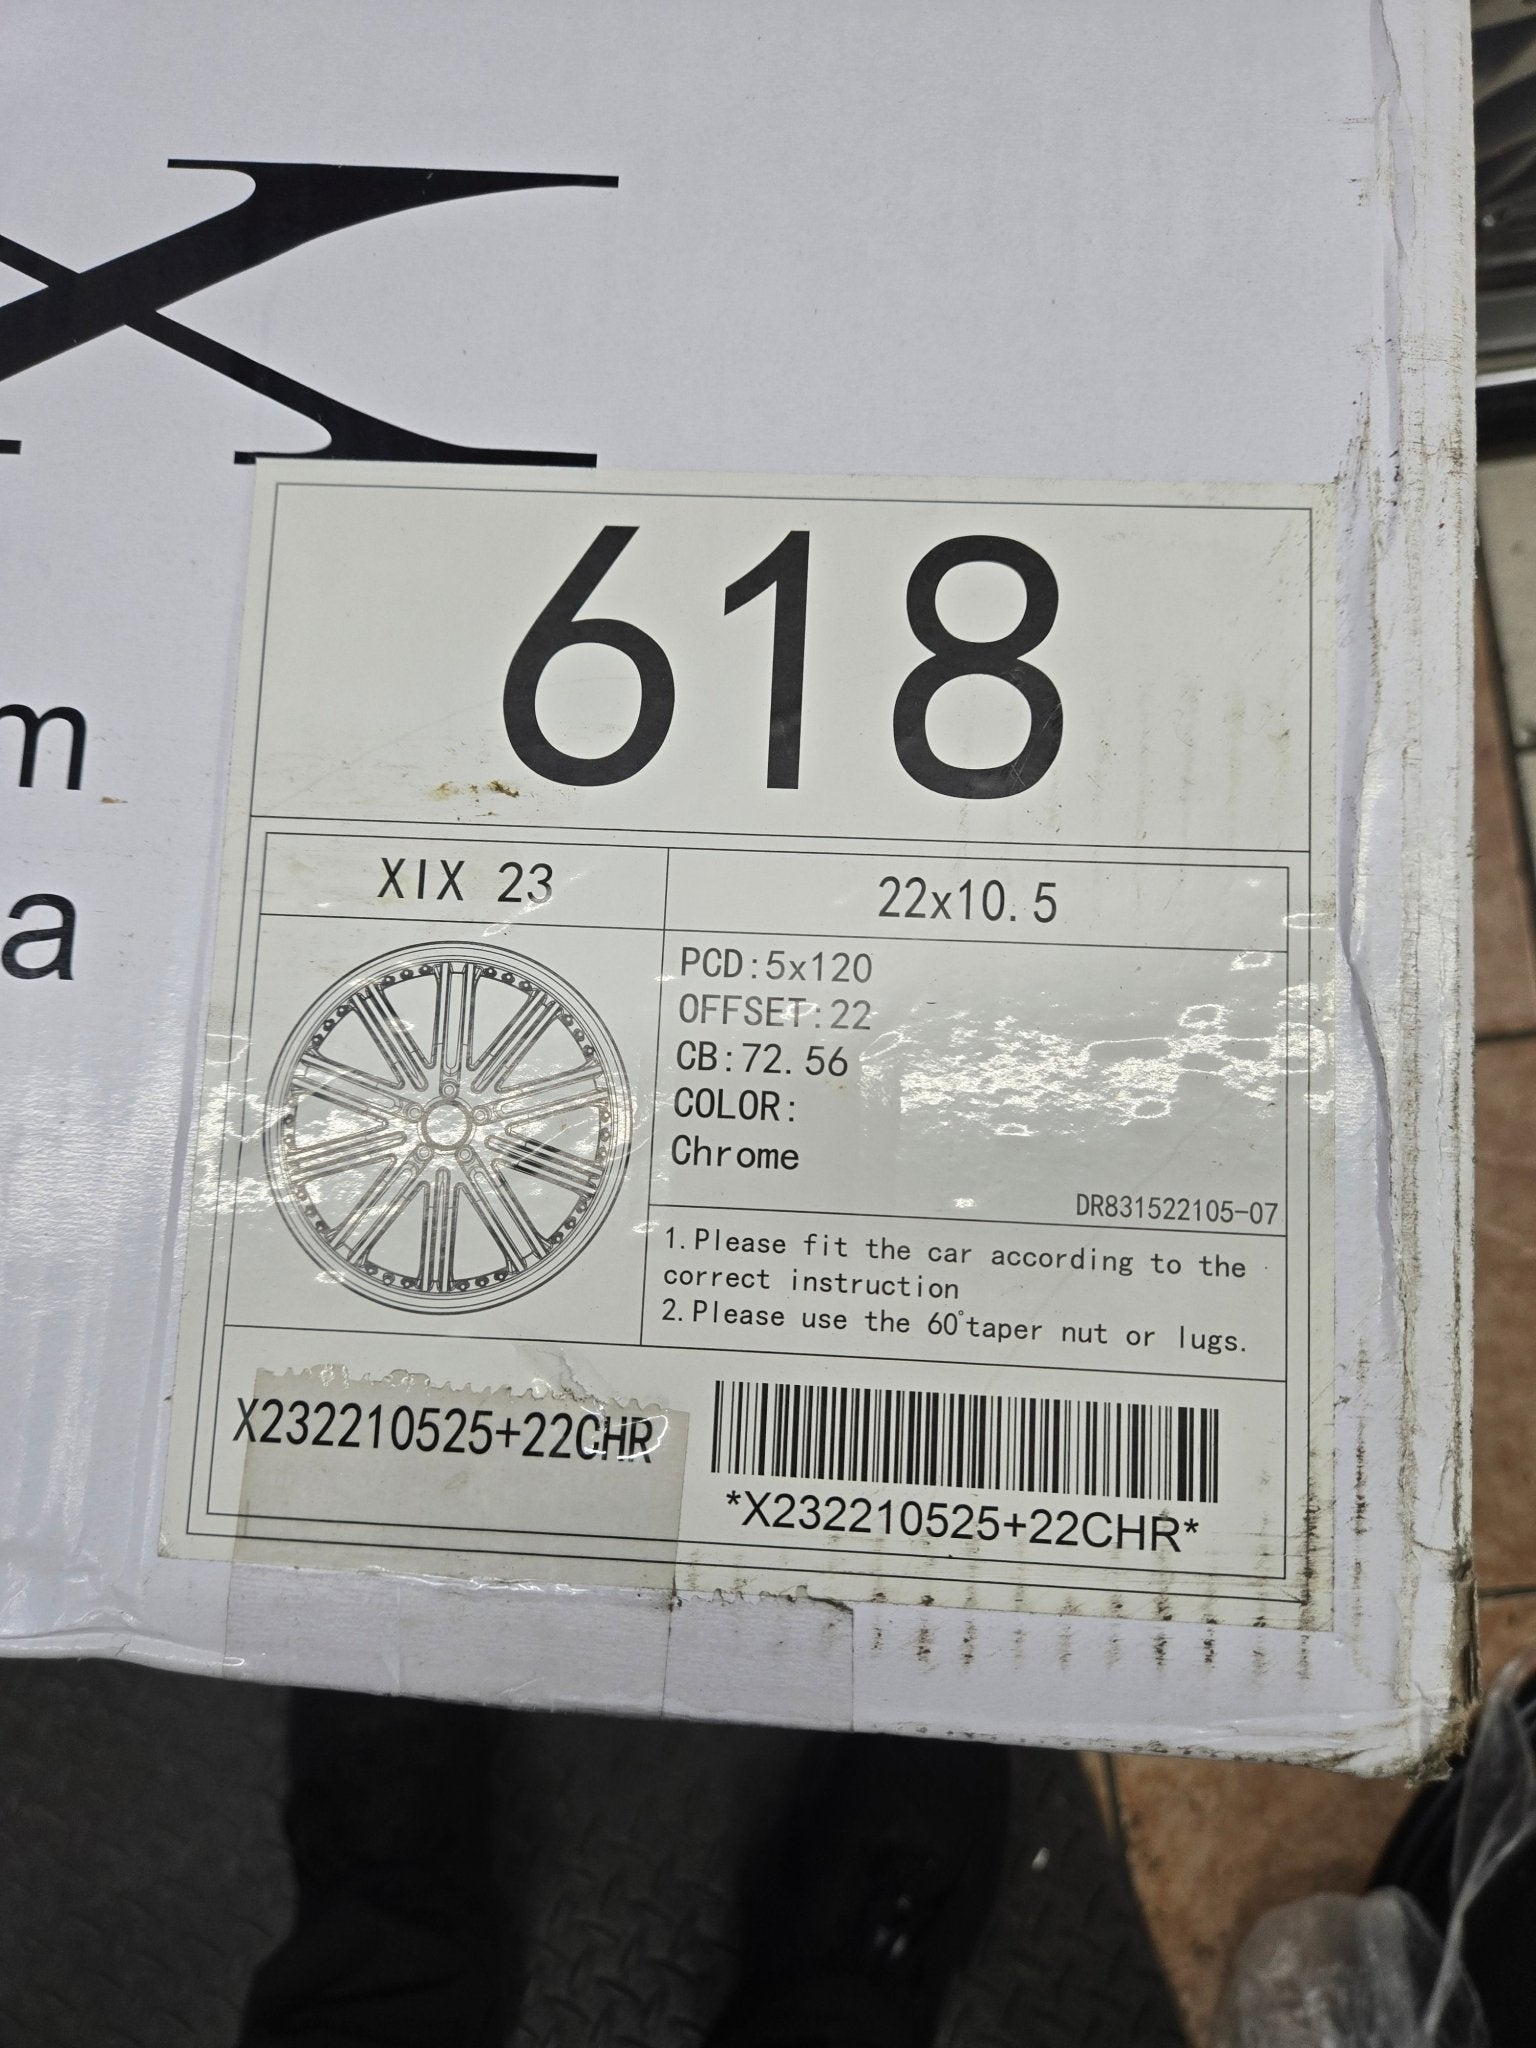 X
m
a
618
XIX 23
22x10.5
PCD:5x120
OFFSET:22
CB:72.56
COLOR:
Chrome
DR831522105-07
1.Please fit the car according to the
correct instruction
2.Please use the 60°taper nut or lugs.
X232210525+22CHR
*X232210525+22CHR*